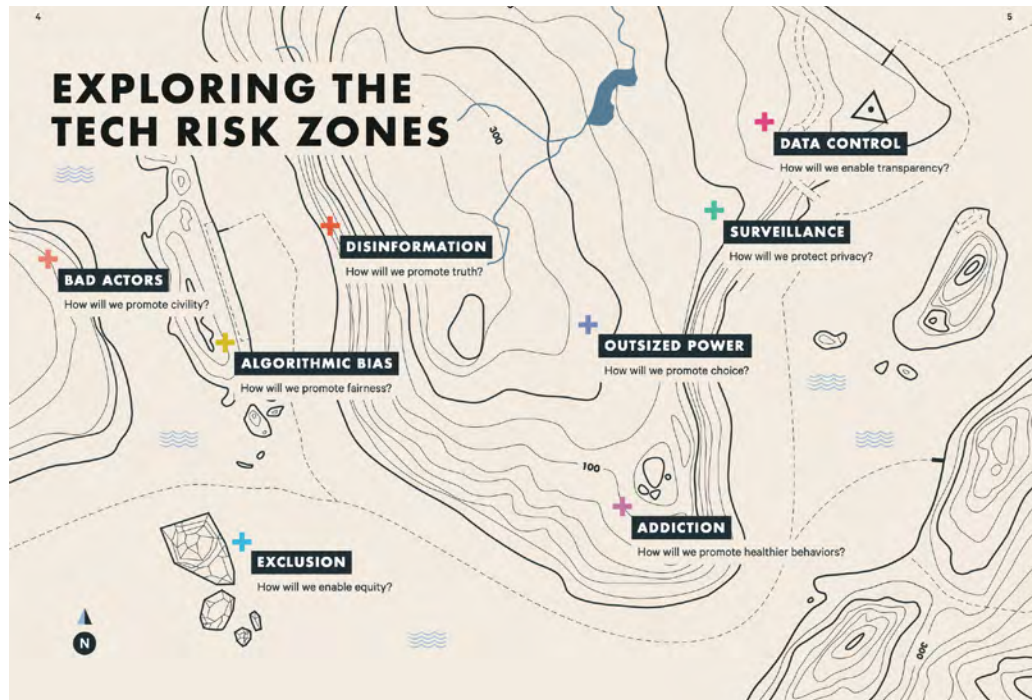 4
5
EXPLORING THE
TECH RISK ZONES
300
DATA CONTROL
How will we enable transparency?
SURVEILLANCE
How will we protect privacy?
DISINFORMATION
How will we promote truth?
BAD ACTORS
How will we promote civility?
OUTSIZED POWER
How will we promote choice?
ALGORITHMIC BIAS
How will we promote fairness?
100
ADDICTION
How will we promote healthier behaviors?
EXCLUSION
How will we enable equity?
N
300